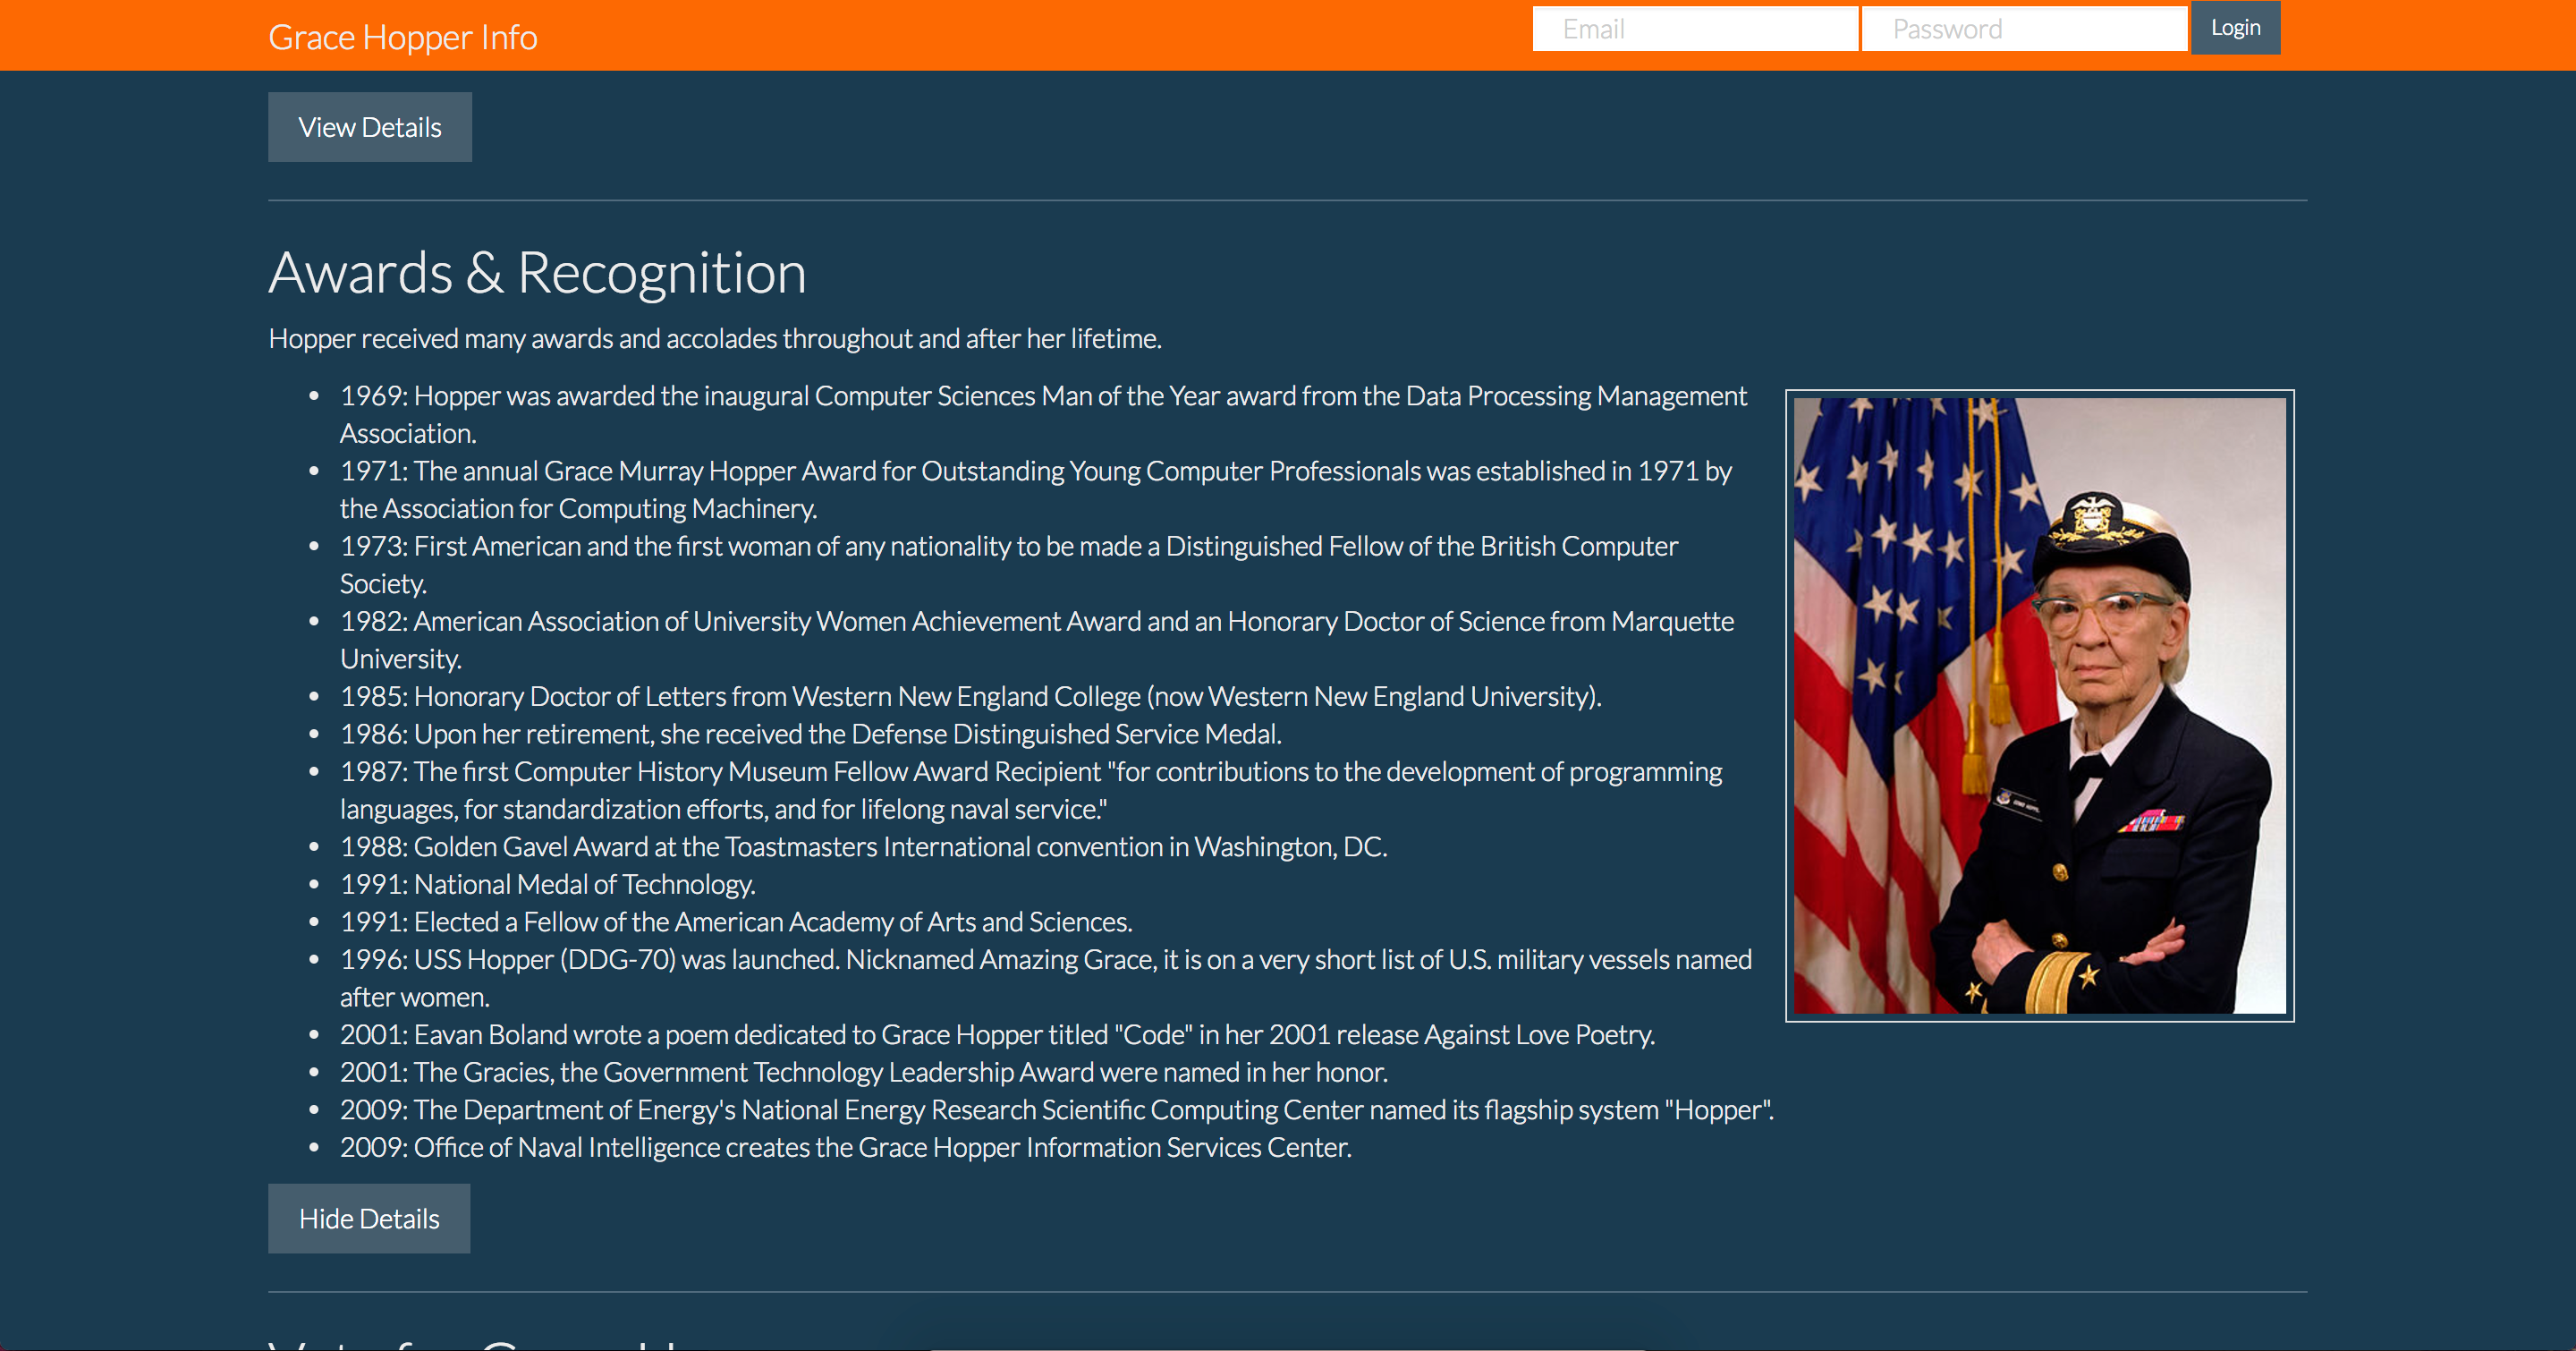 Grace Hopper Info
Email
Password
Login
View Details
Awards & Recognition
Hopper received many awards and accolades throughout and after her lifetime.
• 1969: Hopper was awarded the inaugural Computer Sciences Man of the Year award from the Data Processing Management
Association.
• 1971: The annual Grace Murray Hopper Award for Outstanding Young Computer Professionals was established in 1971 by
the Association for Computing Machinery.
• 1973: First American and the first woman of any nationality to be made a Distinguished Fellow of the British Computer
Society.
• 1982: American Association of University Women Achievement Award and an Honorary Doctor of Science from Marquette
University.
• 1985: Honorary Doctor of Letters from Western New England College (now Western New England University).
• 1986: Upon her retirement, she received the Defense Distinguished Service Medal.
• 1987: The first Computer History Museum Fellow Award Recipient "for contributions to the development of programming
languages, for standardization efforts, and for lifelong naval service."
• 1988: Golden Gavel Award at the Toastmasters International convention in Washington, DC.
• 1991: National Medal of Technology.
• 1991: Elected a Fellow of the American Academy of Arts and Sciences.
• 1996: USS Hopper (DDG-70) was launched. Nicknamed Amazing Grace, it is on a very short list of U.S. military vessels named
after women.
• 2001: Eavan Boland wrote a poem dedicated to Grace Hopper titled "Code" in her 2001 release Against Love Poetry.
• 2001: The Gracies, the Government Technology Leadership Award were named in her honor.
• 2009: The Department of Energy's National Energy Research Scientific Computing Center named its flagship system "Hopper".
• 2009: Office of Naval Intelligence creates the Grace Hopper Information Services Center.
Hide Details